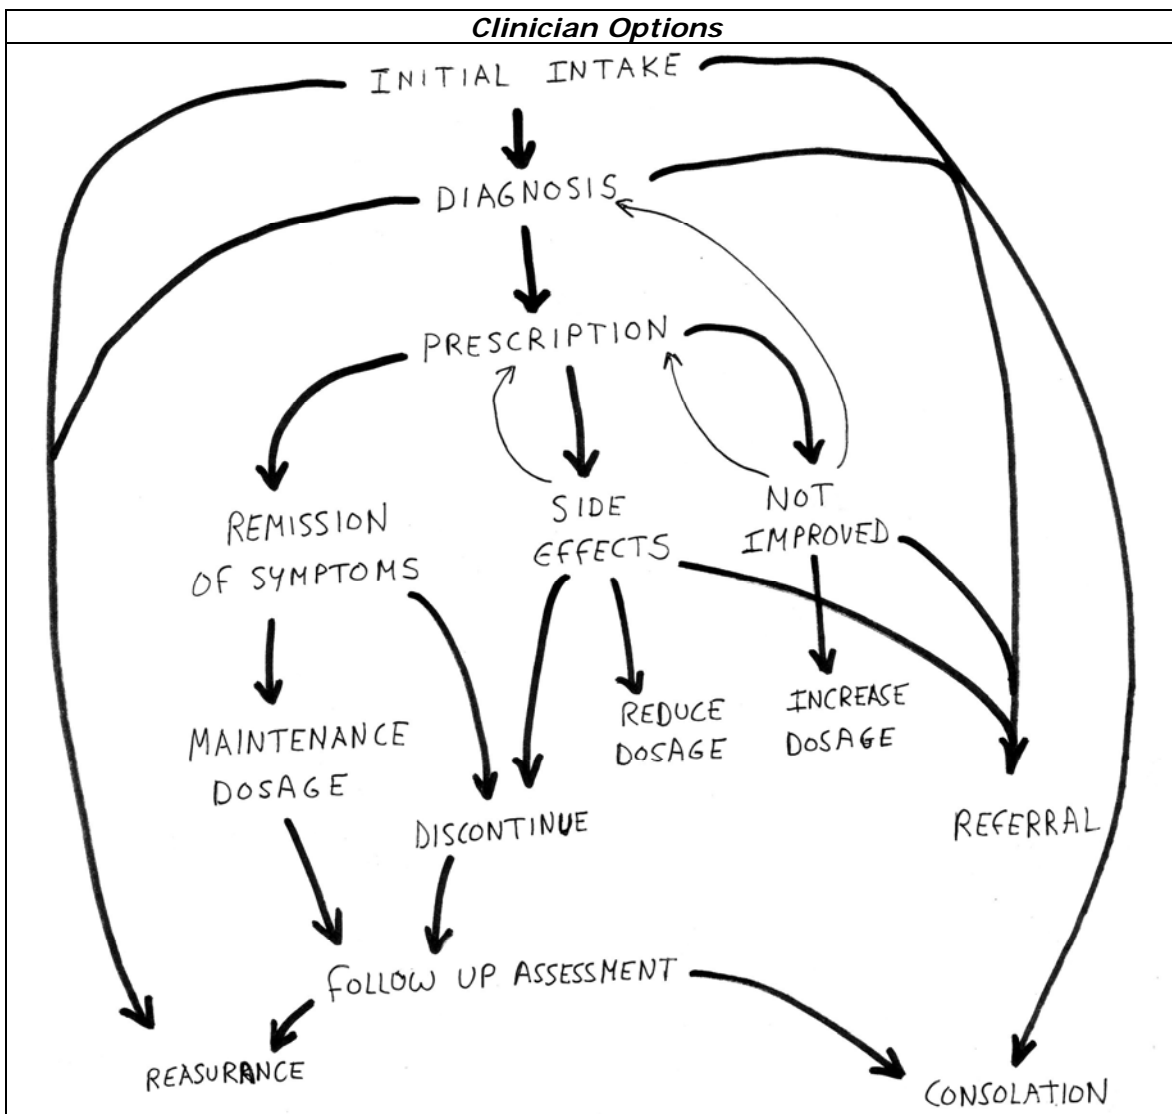 Clinician Options
INITIAL INTAKE
DIAGNOSIS
PRESCRIPTION
REMISSION
OF SYMPTOMS
SIDE
EFFECTS
NOT
IMPROVED
MAINTENANCE
DOSAGE
REDUCE
DOSAGE
INCREASE
DOSAGE
DISCONTINUE
REFERRAL
FOLLOW UP ASSESSMENT
REASURANCE
CONSOLATION